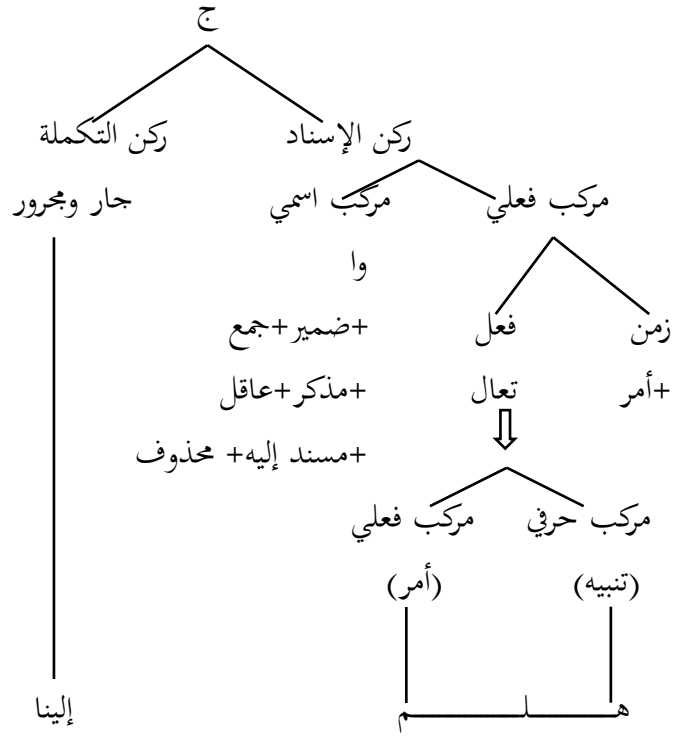 ج
ركن الإسناد ركن التكملة
مركب فعلي مركب اسمي جار ومجرور
وا
زمن فعل +ضمير+جمع
+أمر تعال +مذكر+عاقل
+مسند إليه+ محذوف
مركب حرفي مركب فعلي
(تنبيه) (أمر)
هـلـم إلينا